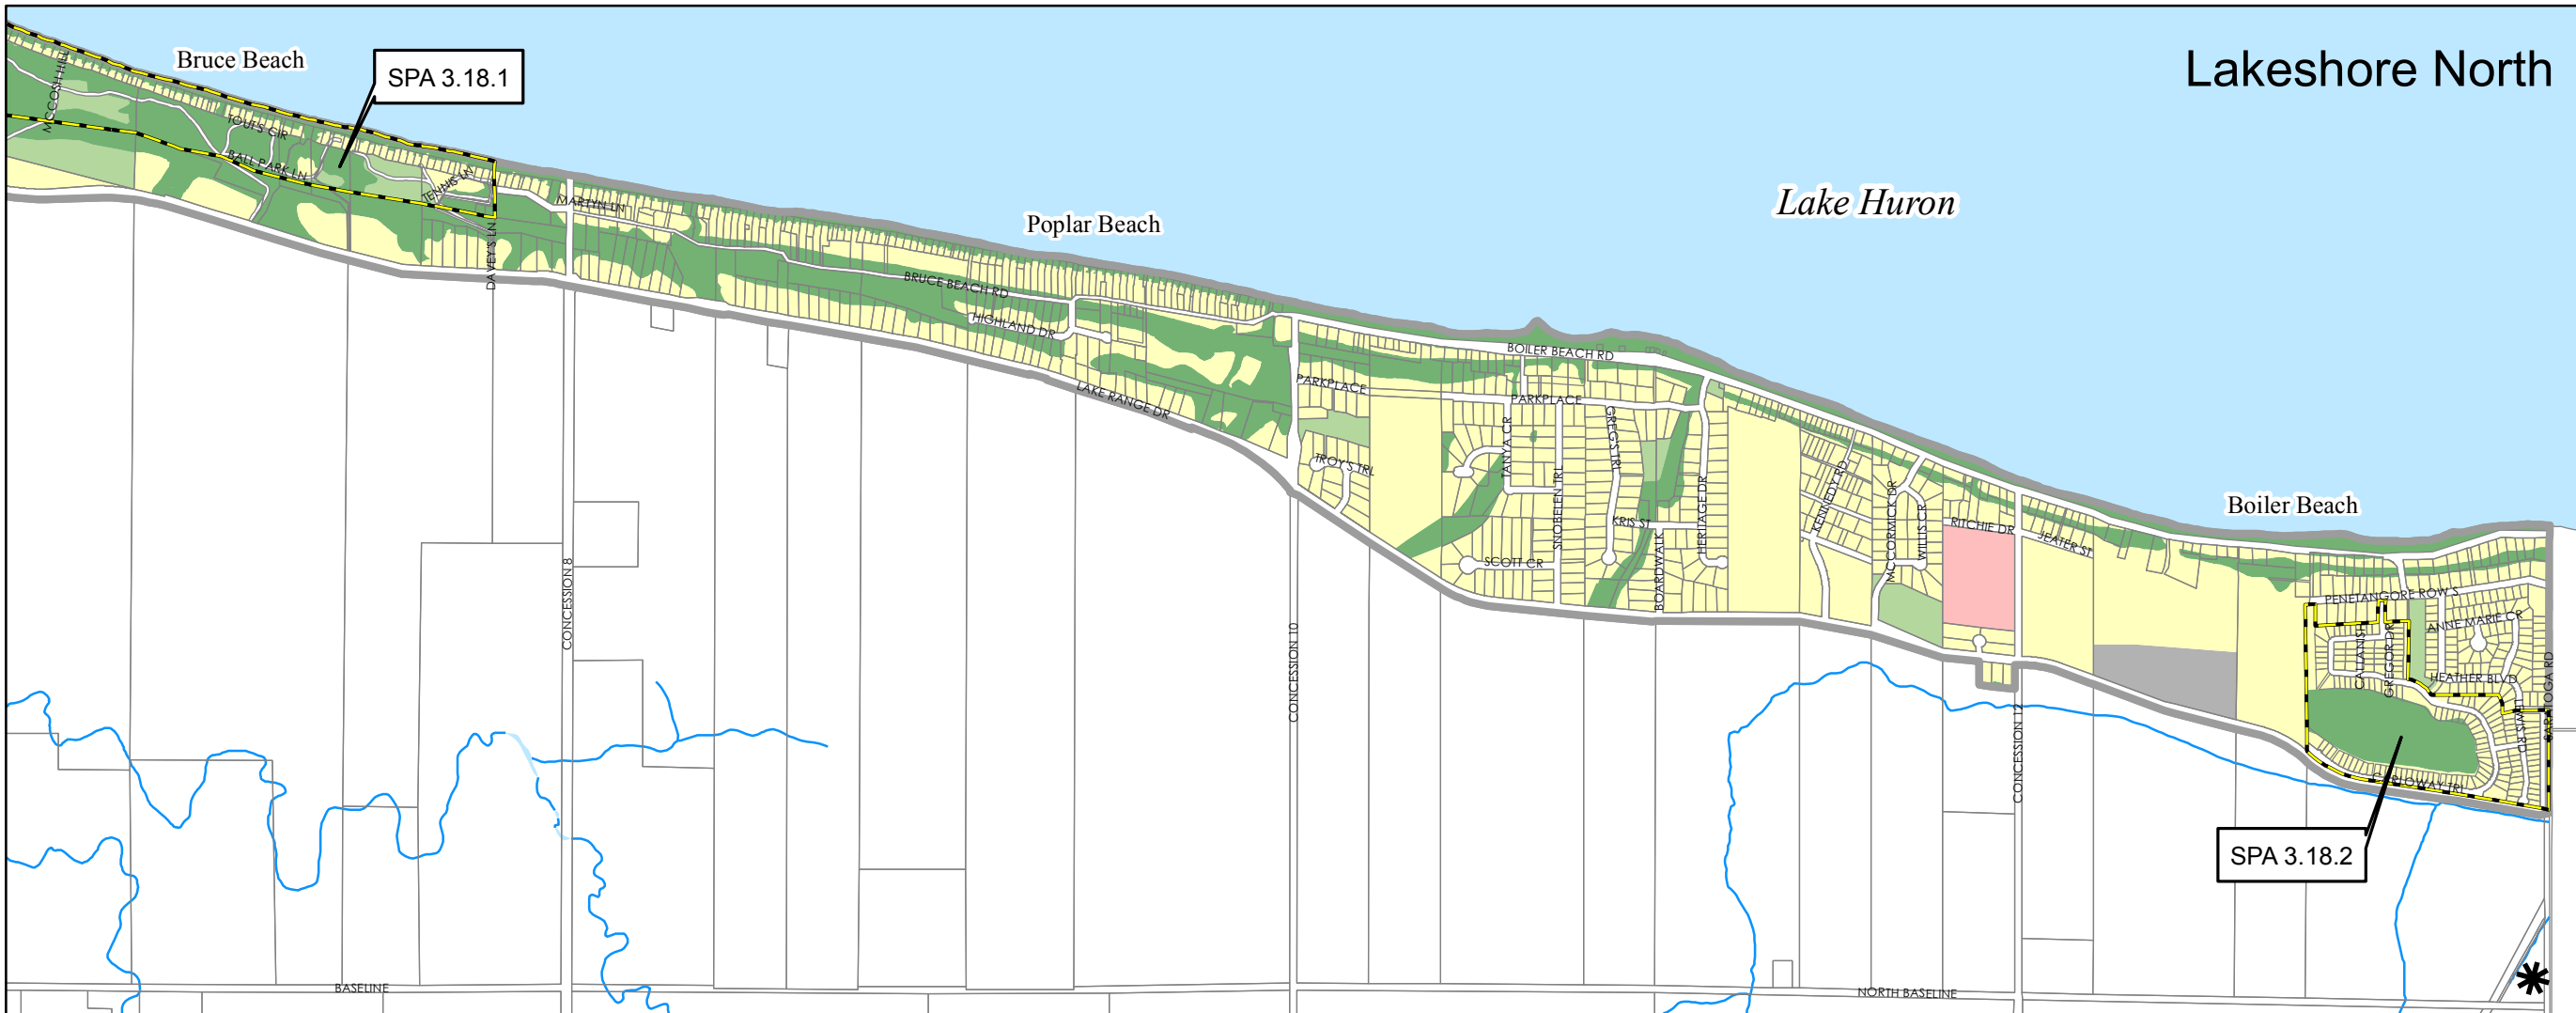 Lakeshore North
Bruce Beach
SPA 3.18.1
MCCOSH HILL
TOUTS CIR
BALL PARK LN
TENNIS LN
DAVEY'S LN
MARTYN LN
Poplar Beach
Lake Huron
BRUCE BEACH RD
HIGHLAND DR
LAKE RANGE DR
BOILER BEACH RD
PARKPLACE
PARKPLACE
TROY'S TRL
TANYA CR
SNOBELEN TRL
GREG'S TRL
KRIS ST
SCOTT CR
BOARDWALK
HERITAGE DR
KENNEDY RD
MCCORMICK DR
WILLIS CR
RITCHIE DR
JEATER ST
Boiler Beach
PENETANGORE ROW S
ANNE MARIE CR
CALLANISH
GREGOR DR
HEATHER BLVD
LEWIS RD
SARATOGA RD
SPA 3.18.2
CONCESSION 8
CONCESSION 10
CONCESSION 12
BASELINE
NORTH BASELINE